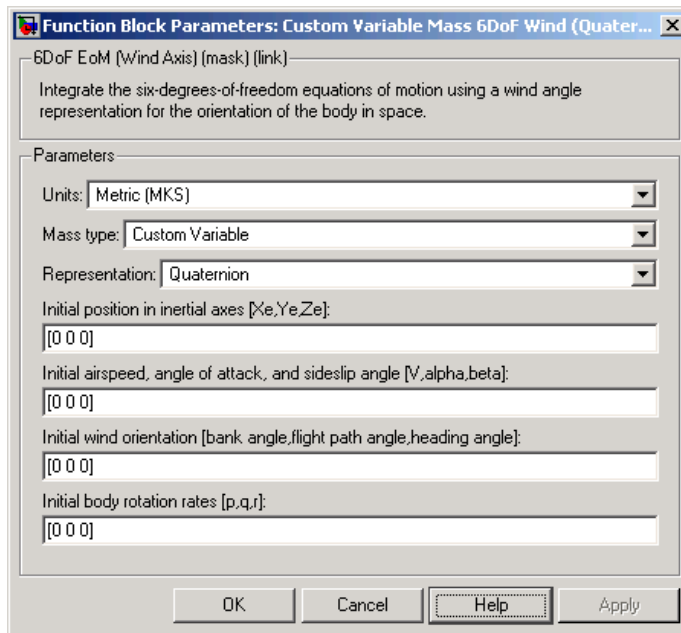 Function Block Parameters: Custom Variable Mass 6DoF Wind (Quater...
6DoF EoM (Wind Axis) (mask) (link)
Integrate the six-degrees-of-freedom equations of motion using a wind angle
representation for the orientation of the body in space.
Parameters
Units: Metric (MKS)
Mass type: Custom Variable
Representation: Quaternion
Initial position in inertial axes [Xe,Ye,Ze]:
[0 0 0]
Initial airspeed, angle of attack, and sideslip angle [V,alpha,beta]:
[0 0 0]
Initial wind orientation [bank angle,flight path angle,heading angle]:
[0 0 0]
Initial body rotation rates [p,q,r]:
[0 0 0]
OK Cancel Help Apply